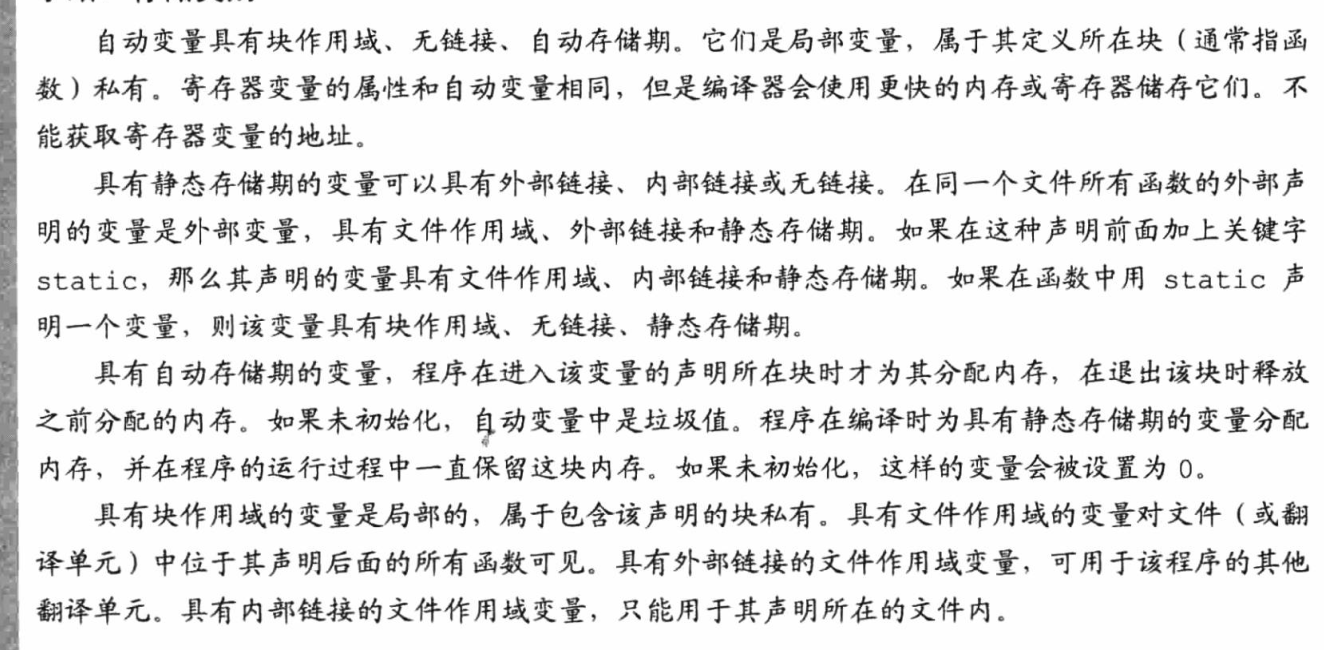 自动变量具有块作用域、无链接、自动存储期。它们是局部变量，属于其定义所在块（通常指函
数）私有。寄存器变量的属性和自动变量相同，但是编译器会使用更快的内存或寄存器储存它们。不
能获取寄存器变量的地址。
具有静态存储期的变量可以具有外部链接、内部链接或无链接。在同一个文件所有函数的外部声
明的变量是外部变量，具有文件作用域、外部链接和静态存储期。如果在这种声明前面加上关键字
static，那么其声明的变量具有文件作用域、内部链接和静态存储期。如果在函数中用 static 声
明一个变量，则该变量具有块作用域、无链接、静态存储期。
具有自动存储期的变量，程序在进入该变量的声明所在块时才为其分配内存，在退出该块时释放
之前分配的内存。如果未初始化，自动变量中是垃圾值。程序在编译时为具有静态存储期的变量分配
内存，并在程序的运行过程中一直保留这块内存。如果未初始化，这样的变量会被设置为 0。
具有块作用域的变量是局部的，属于包含该声明的块私有。具有文件作用域的变量对文件（或翻
译单元）中位于其声明后面的所有函数可见。具有外部链接的文件作用域变量，可用于该程序的其他
翻译单元。具有内部链接的文件作用域变量，只能用于其声明所在的文件内。